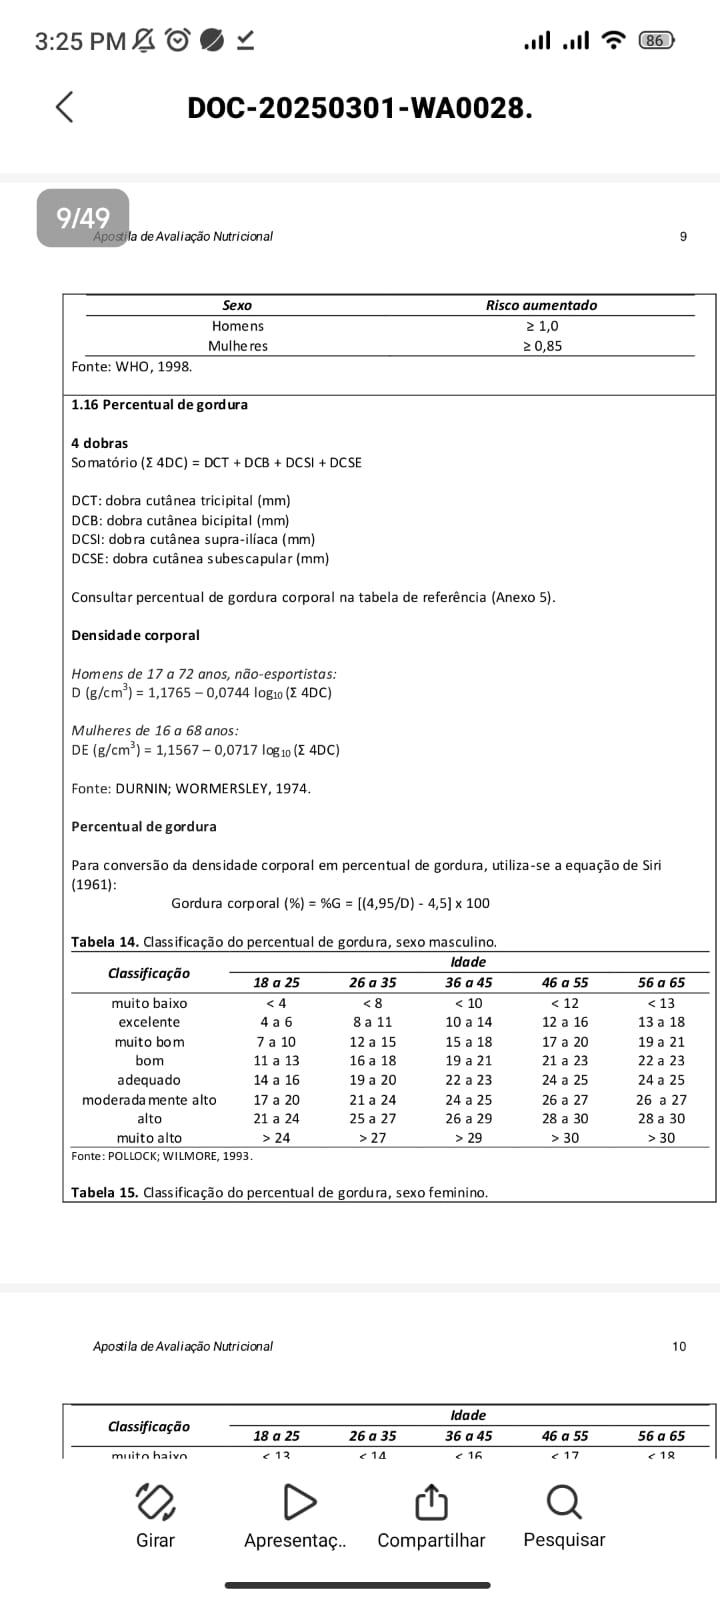 3:25 PM
86
DOC-20250301-WA0028.
9/49
Apostila de Avaliação Nutricional 9
Sexo Risco aumentado
Homens ≥ 1,0
Mulheres ≥ 0,85
Fonte: WHO, 1998.
1.16 Percentual de gordura
4 dobras
Somatório (Σ 4DC) = DCT + DCB + DCSI + DCSE
DCT: dobra cutânea tricipital (mm)
DCB: dobra cutânea bicipital (mm)
DCSI: dobra cutânea supra-ilíaca (mm)
DCSE: dobra cutânea subescapular (mm)
Consultar percentual de gordura corporal na tabela de referência (Anexo 5).
Densidade corporal
Homens de 17 a 72 anos, não-esportistas:
D (g/cm³) = 1,1765 – 0,0744 log₁₀ (Σ 4DC)
Mulheres de 16 a 68 anos:
DE (g/cm³) = 1,1567 – 0,0717 log₁₀ (Σ 4DC)
Fonte: DURNIN; WORMERSLEY, 1974.
Percentual de gordura
Para conversão da densidade corporal em percentual de gordura, utiliza-se a equação de Siri
(1961):
Gordura corporal (%) = %G = [(4,95/D) - 4,5] x 100
Tabela 14. Classificação do percentual de gordura, sexo masculino.
Classificação Idade
18 a 25 26 a 35 36 a 45 46 a 55 56 a 65
muito baixo < 4 < 8 < 10 < 12 < 13
excelente 4 a 6 8 a 11 10 a 14 12 a 16 13 a 18
muito bom 7 a 10 12 a 15 15 a 18 17 a 20 19 a 21
bom 11 a 13 16 a 18 19 a 21 21 a 23 22 a 23
adequado 14 a 16 19 a 20 22 a 23 24 a 25 24 a 25
moderadamente alto 17 a 20 21 a 24 24 a 25 26 a 27 26 a 27
alto 21 a 24 25 a 27 26 a 29 28 a 30 28 a 30
muito alto > 24 > 27 > 29 > 30 > 30
Fonte: POLLOCK; WILMORE, 1993.
Tabela 15. Classificação do percentual de gordura, sexo feminino.
Apostila de Avaliação Nutricional 10
Classificação Idade
18 a 25 26 a 35 36 a 45 46 a 55 56 a 65
muito baixo < 13 < 14 < 16 < 17 < 18
Girar Apresentaç.. Compartilhar Pesquisar